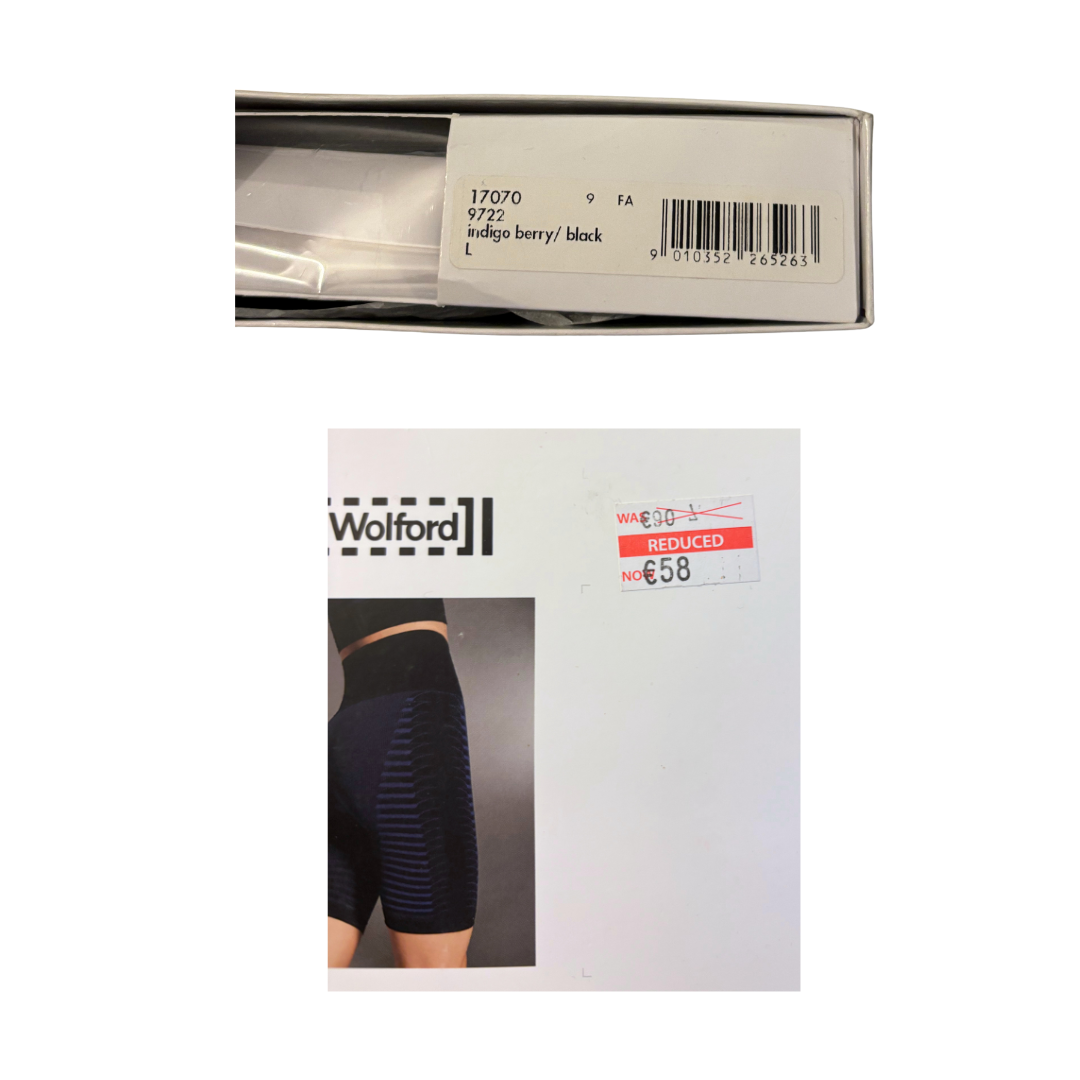 17070 9 FA
9722
indigo berry/ black
L
9 010352 265263
Wolford
WAS €90
REDUCED
NOW €58